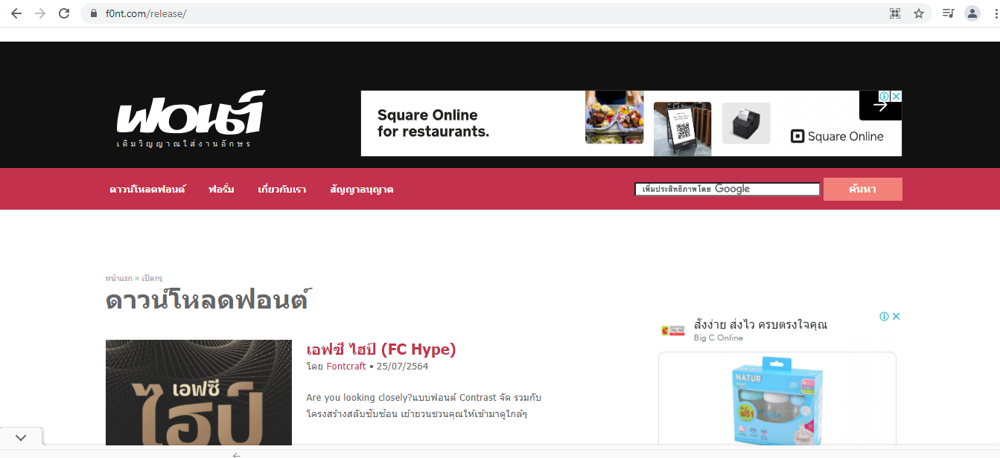 f0nt.com/release/
ฟอนต์
เติมวิญญาณใส่งานอักษร
Square Online
for restaurants.
Square Online
ดาวน์โหลดฟอนต์ ฟอรั่ม เกี่ยวกับเรา สัญญาอนุญาต
เพิ่มประสิทธิภาพโดย Google ค้นหา
หน้าแรก » เปิดกรุ
ดาวน์โหลดฟอนต์
เอฟซี
ไฮป์
เอฟซี ไฮป์ (FC Hype)
โดย Fontcraft • 25/07/2564
Are you looking closely?แบบฟอนต์ Contrast จัด รวมกับ
โครงสร้างสลับซับซ้อน เย้ายวนชวนคุณให้เข้ามาดูใกล้ๆ
สั่งง่าย ส่งไว ครบตรงใจคุณ
Big C Online
NATUR
ฟรี1